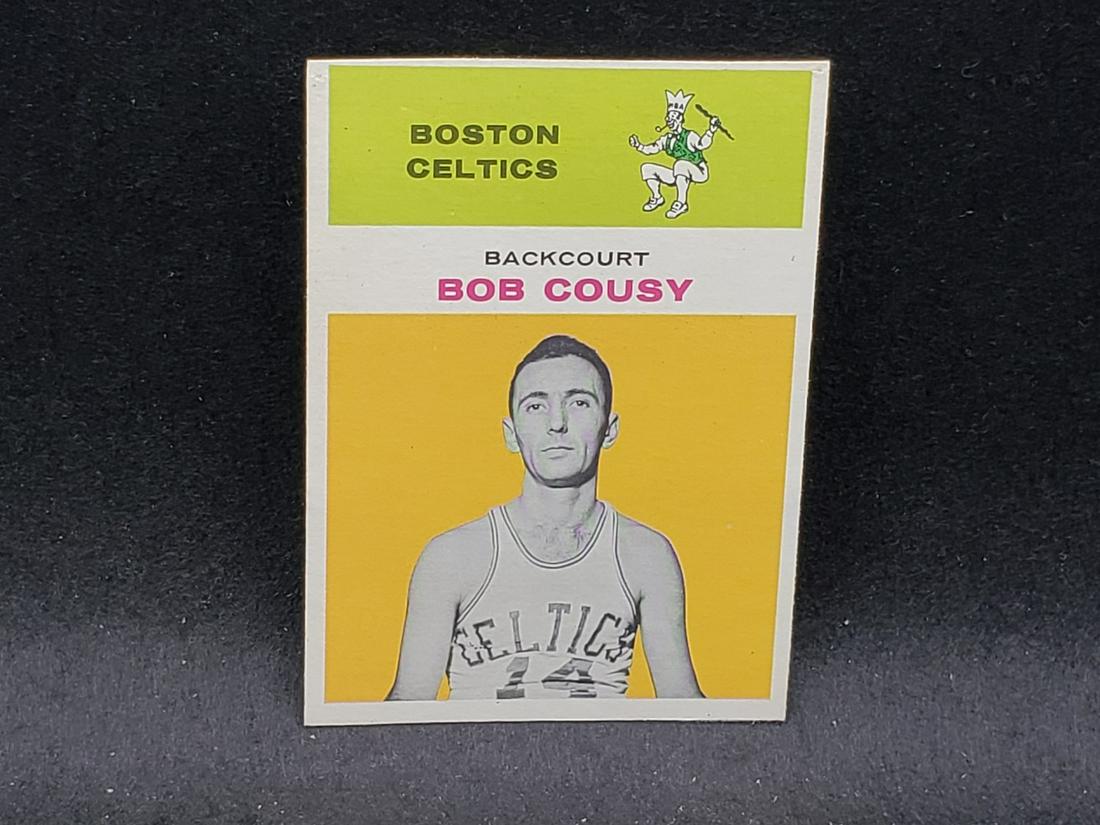 BOSTON
CELTICS
BACKCOURT
BOB COUSY
CELTICS
14